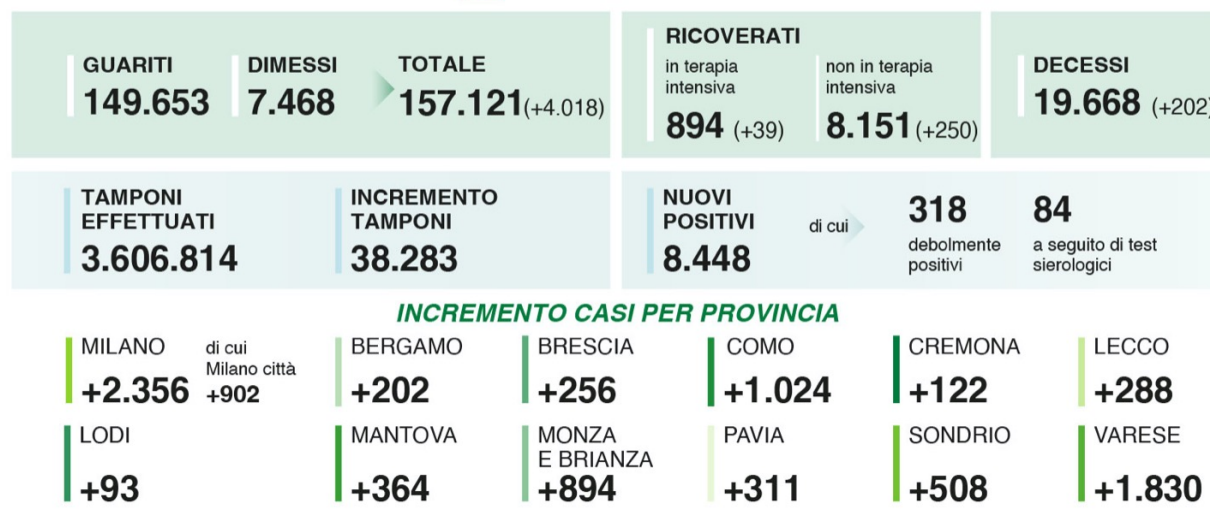 GUARITI
149.653
DIMESSI
7.468
TOTALE
157.121(+4.018)
RICOVERATI
in terapia
intensiva
894 (+39)
non in terapia
intensiva
8.151(+250)
DECESSI
19.668 (+202)
TAMPONI
EFFETTUATI
3.606.814
INCREMENTO
TAMPONI
38.283
NUOVI
POSITIVI
8.448
di cui
318
debolmente
positivi
84
a seguito di test
sierologici
INCREMENTO CASI PER PROVINCIA
MILANO
+2.356
di cui
Milano città
+902
BERGAMO
+202
BRESCIA
+256
COMO
+1.024
CREMONA
+122
LECCO
+288
LODI
+93
MANTOVA
+364
MONZA
E BRIANZA
+894
PAVIA
+311
SONDRIO
+508
VARESE
+1.830